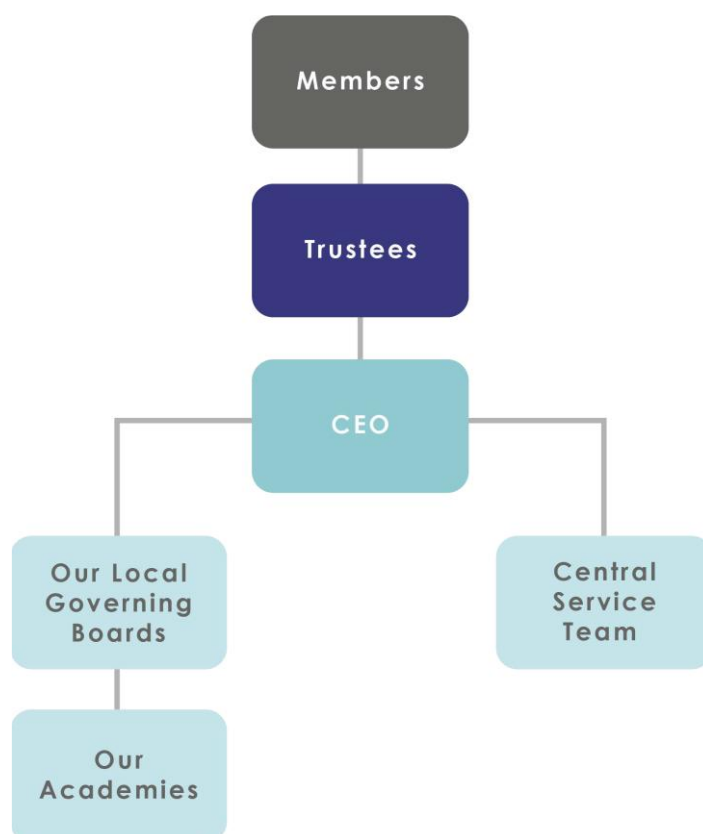 Members
Trustees
CEO
Our Local
Governing
Boards
Central
Service
Team
Our
Academies